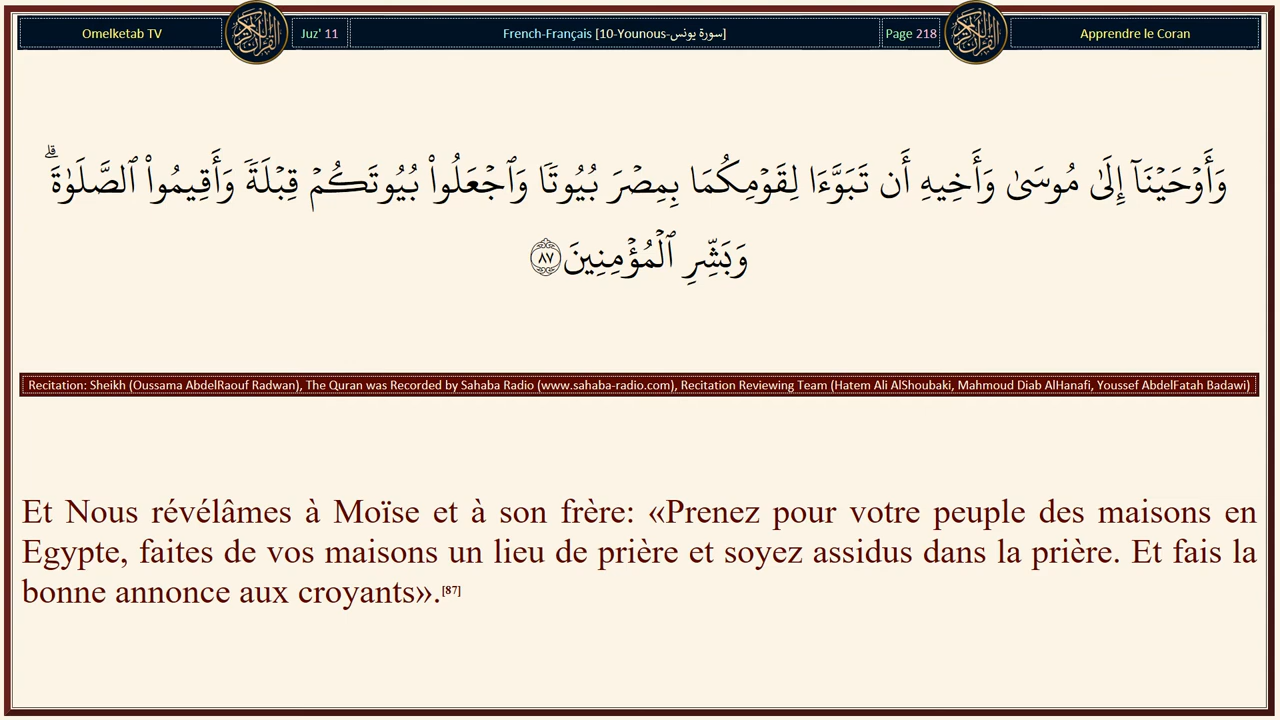 Omelketab TV
Juz' 11
French-Français [10-Younous-سورة يونس]
Page 218
Apprendre le Coran
وَأَوۡحَيۡنَآ إِلَىٰ مُوسَىٰ وَأَخِيهِ أَن تَبَوَّءَا لِقَوۡمِكُمَا بِمِصۡرَ بُيُوتٗا وَٱجۡعَلُواْ بُيُوتَكُمۡ قِبۡلَةٗ وَأَقِيمُواْ ٱلصَّلَوٰةَۗ
وَبَشِّرِ ٱلۡمُؤۡمِنِينَ ٨٧
Recitation: Sheikh (Oussama AbdelRaouf Radwan), The Quran was Recorded by Sahaba Radio (www.sahaba-radio.com), Recitation Reviewing Team (Hatem Ali AlShoubaki, Mahmoud Diab AlHanafi, Youssef AbdelFatah Badawi)
Et Nous révélâmes à Moïse et à son frère: «Prenez pour votre peuple des maisons en
Egypte, faites de vos maisons un lieu de prière et soyez assidus dans la prière. Et fais la
bonne annonce aux croyants».[87]